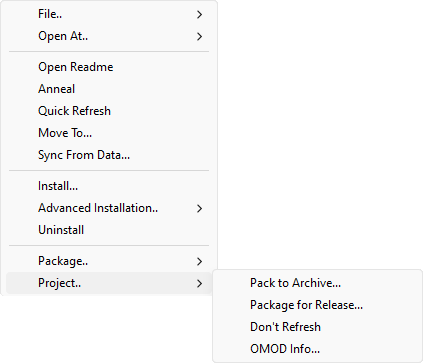 File..
Open At..
Open Readme
Anneal
Quick Refresh
Move To...
Sync From Data...
Install...
Advanced Installation..
Uninstall
Package..
Project..
Pack to Archive...
Package for Release...
Don't Refresh
OMOD Info...